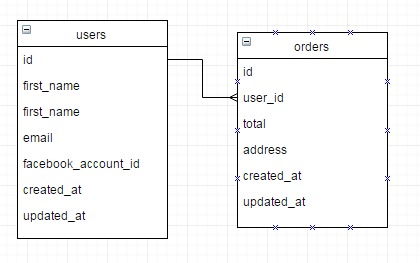 users
id
first_name
first_name
email
facebook_account_id
created_at
updated_at
orders
id
user_id
total
address
created_at
updated_at